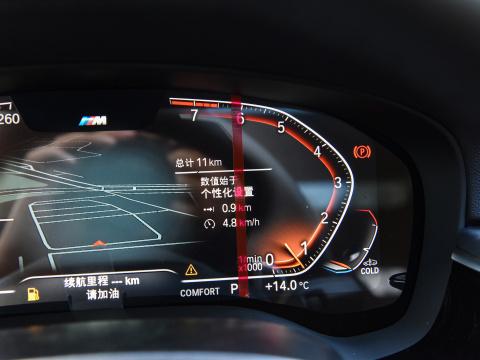 260
M
7
6
5
4
3
2
1
0
1/min
x1000
总计 11 km
数值始于
个性化设置
0.9 km
4.8 km/h
续航里程 --- km
请加油
COMFORT P +14.0 °C
COLD
P